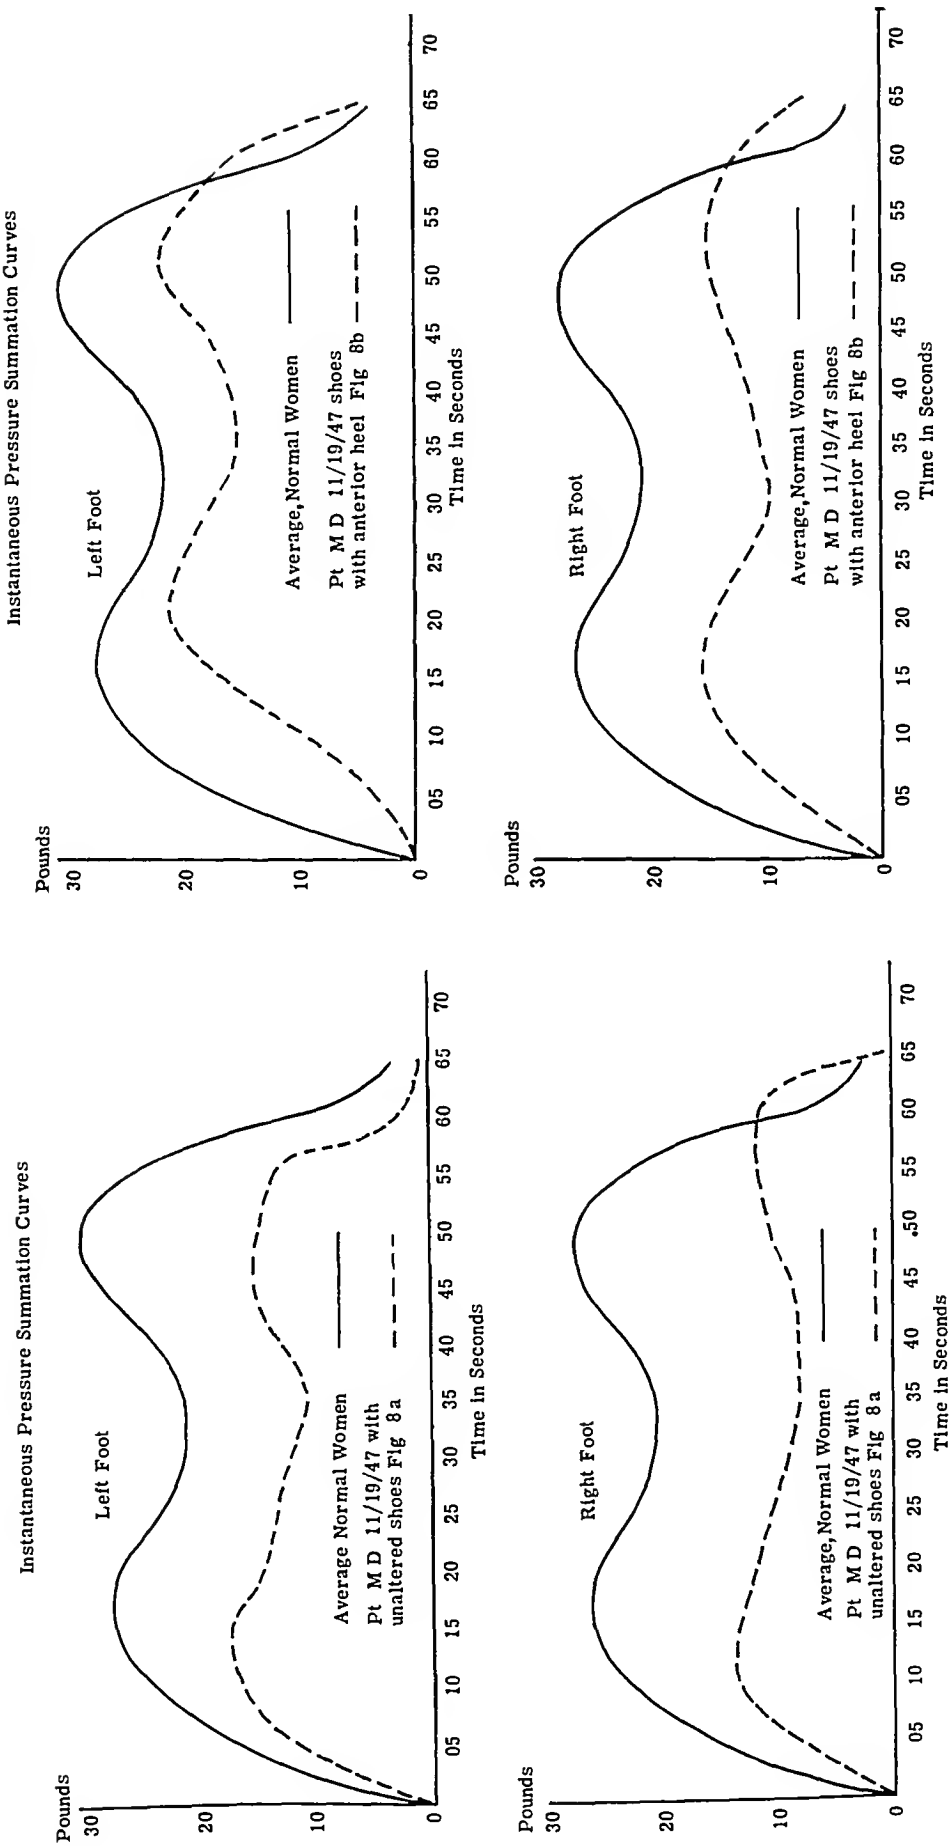 Instantaneous Pressure Summation Curves
Pounds
30
20
10
0
Left Foot
Average Normal Women
Pt M D 11/19/47 with
unaltered shoes Fig 8a
05 10 15 20 25 30 35 40 45 50 55 60 65 70
Time in Seconds
Instantaneous Pressure Summation Curves
Pounds
30
20
10
0
Left Foot
Average, Normal Women
Pt M D 11/19/47 shoes
with anterior heel Fig 8b
05 10 15 20 25 30 35 40 45 50 55 60 65 70
Time in Seconds
Pounds
30
20
10
0
Right Foot
Average, Normal Women
Pt M D 11/19/47 with
unaltered shoes Fig 8a
05 10 15 20 25 30 35 40 45 .50 55 60 65 70
Time in Seconds
Pounds
30
20
10
0
Right Foot
Average, Normal Women
Pt M D 11/19/47 shoes
with anterior heel Fig 8b
05 10 15 20 25 30 35 40 45 50 55 60 65 70
Time in Seconds